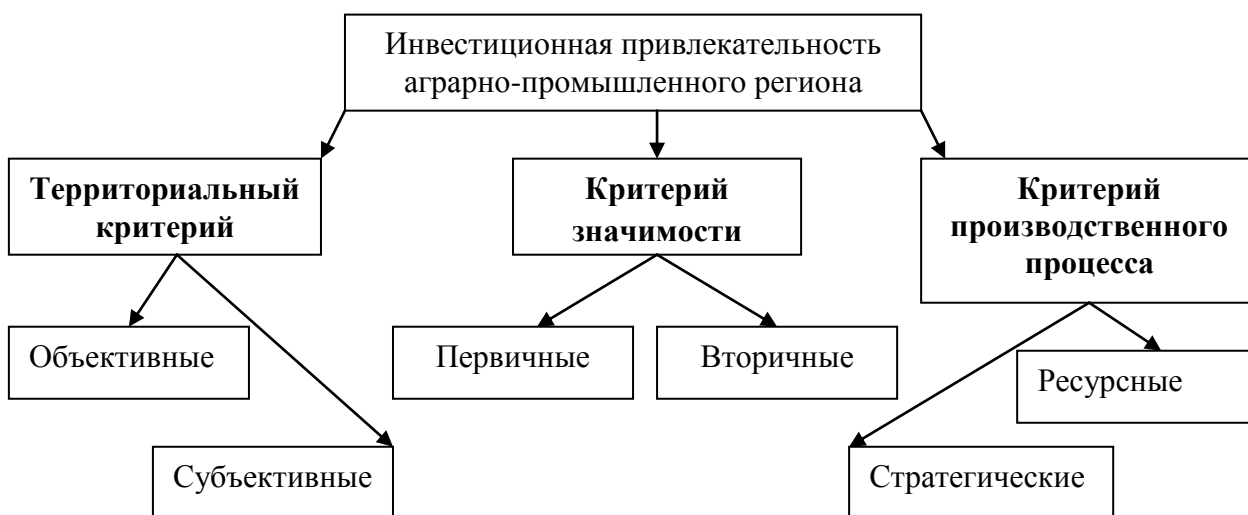 Инвестиционная привлекательность
аграрно-промышленного региона
Территориальный
критерий
Критерий
значимости
Критерий
производственного
процесса
Объективные
Первичные
Вторичные
Ресурсные
Субъективные
Стратегические